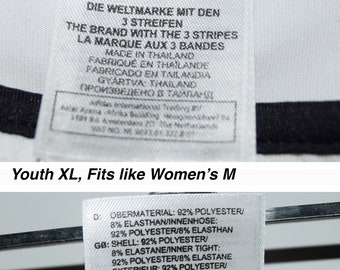 DIE WELTMARKE MIT DEN
3 STREIFEN
THE BRAND WITH THE 3 STRIPES
LA MARQUE AUX 3 BANDES
MADE IN THAILAND
FABRIQUÉ EN THAÏLANDE
FABRICADO EN TAILANDIA
GYÁRTVA: THAIFÖLD
ПРОИЗВЕДЕНО В ТАИЛАНД
Adidas International Trading BV
Youth XL, Fits like Women's M
D: OBERMATERIAL: 92% POLYESTER/
8% ELASTHAN/INNENHOSE:
92% POLYESTER/8% ELASTHAN
GB: SHELL: 92% POLYESTER/
8% ELASTANE/INNER TIGHT:
92% POLYESTER/8% ELASTANE
92% POLYESTER/